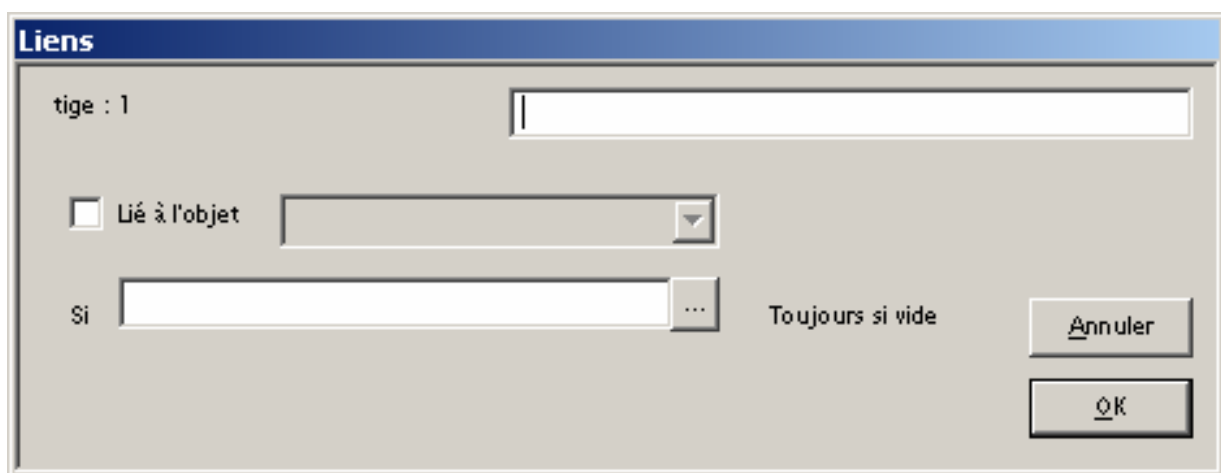 Liens
tige : 1
Lié à l'objet
Si
...
Toujours si vide
Annuler
OK